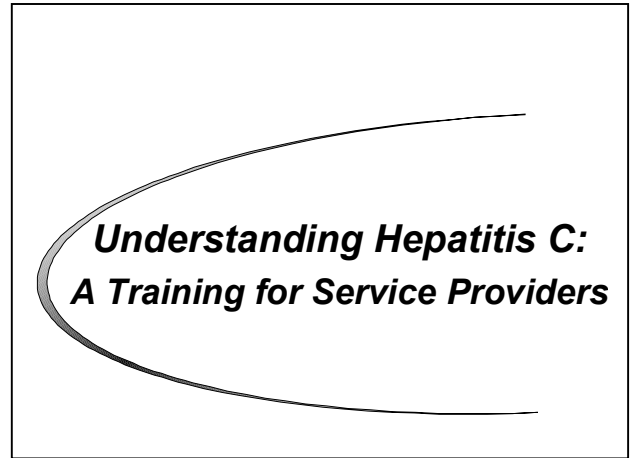 Understanding Hepatitis C:
A Training for Service Providers